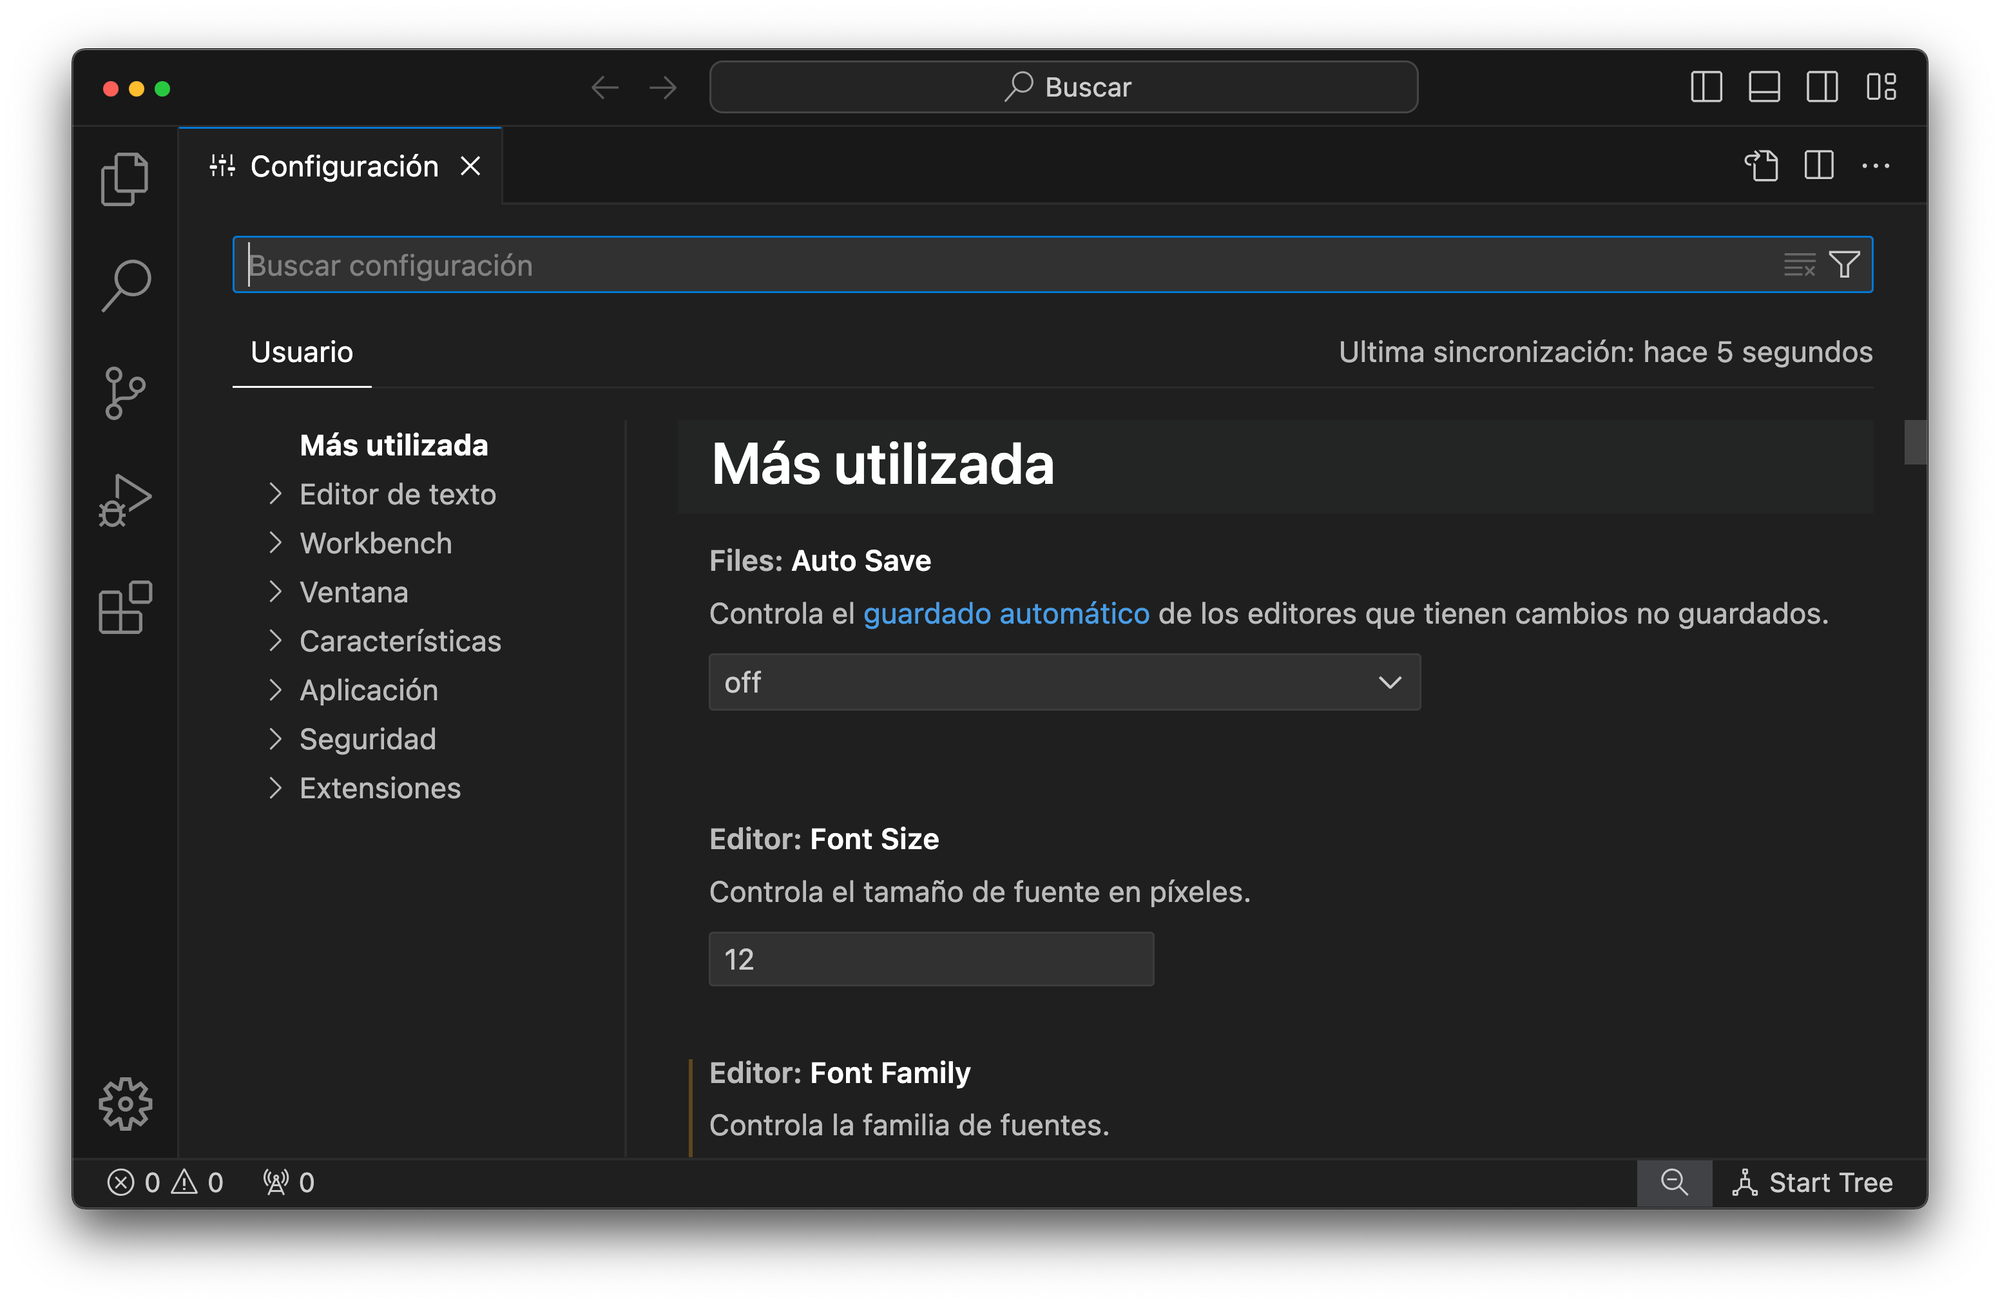 Buscar
Configuración
Buscar configuración
Usuario
Ultima sincronización: hace 5 segundos
Más utilizada
Editor de texto
Workbench
Ventana
Características
Aplicación
Seguridad
Extensiones
Más utilizada
Files: Auto Save
Controla el guardado automático de los editores que tienen cambios no guardados.
off
Editor: Font Size
Controla el tamaño de fuente en píxeles.
12
Editor: Font Family
Controla la familia de fuentes.
0 0 0
Start Tree